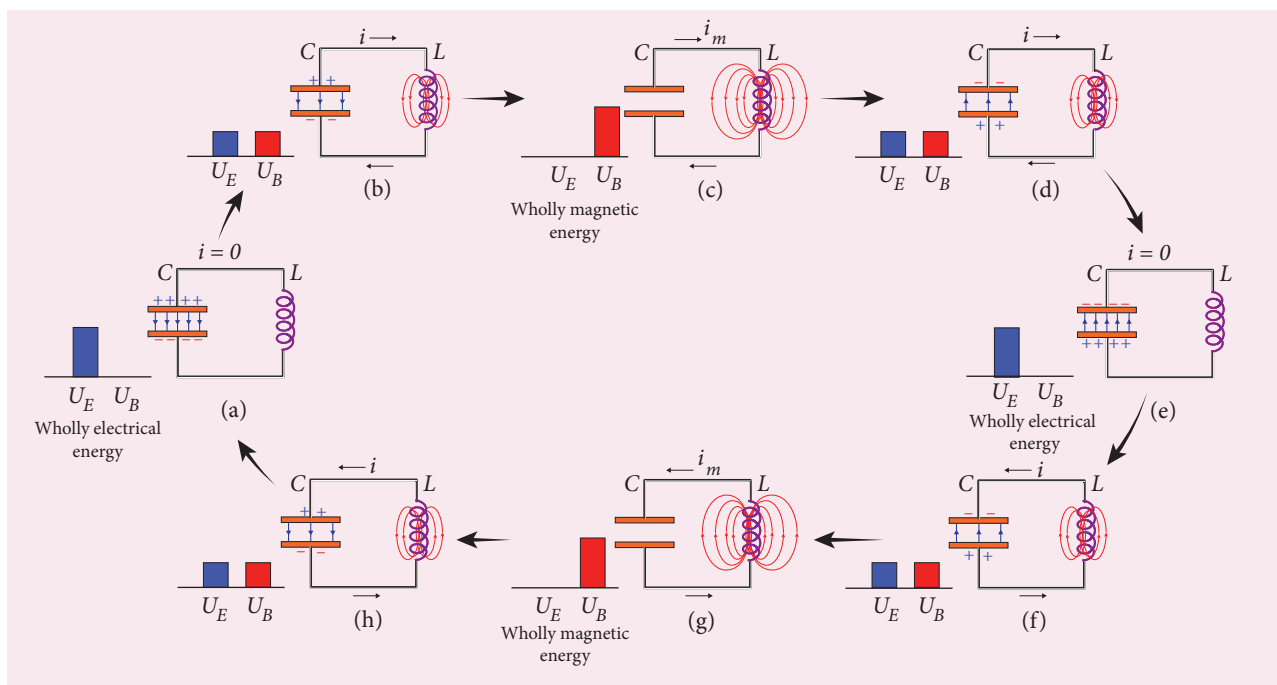 i
C
L
+ +
− −
U_E U_B
(b)
i_m
C
L
U_E U_B
(c)
Wholly magnetic
energy
i
C
L
− −
+ +
U_E U_B
(d)
i = 0
C
L
++ ++
− − − −
U_E U_B
(a)
Wholly electrical
energy
i = 0
C
L
− − − −
++ ++
U_E U_B
(e)
Wholly electrical
energy
i
C
L
+ +
− −
U_E U_B
(h)
i_m
C
L
U_E U_B
(g)
Wholly magnetic
energy
i
C
L
− −
+ +
U_E U_B
(f)